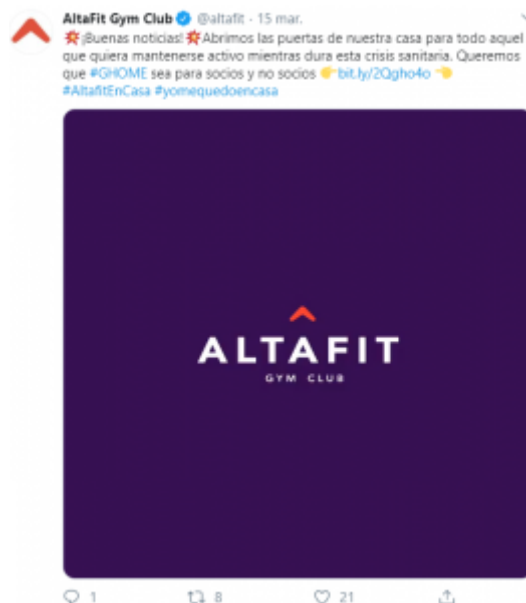 AltaFit Gym Club @altafit · 15 mar.
💥¡Buenas noticias!💥Abrimos las puertas de nuestra casa para todo aquel
que quiera mantenerse activo mientras dura esta crisis sanitaria. Queremos
que #GHOME sea para socios y no socios 👉bit.ly/2Qgho4o 👈
#AltafitEnCasa #yomequedoencasa
ALTAFIT
GYM CLUB
1 8 21